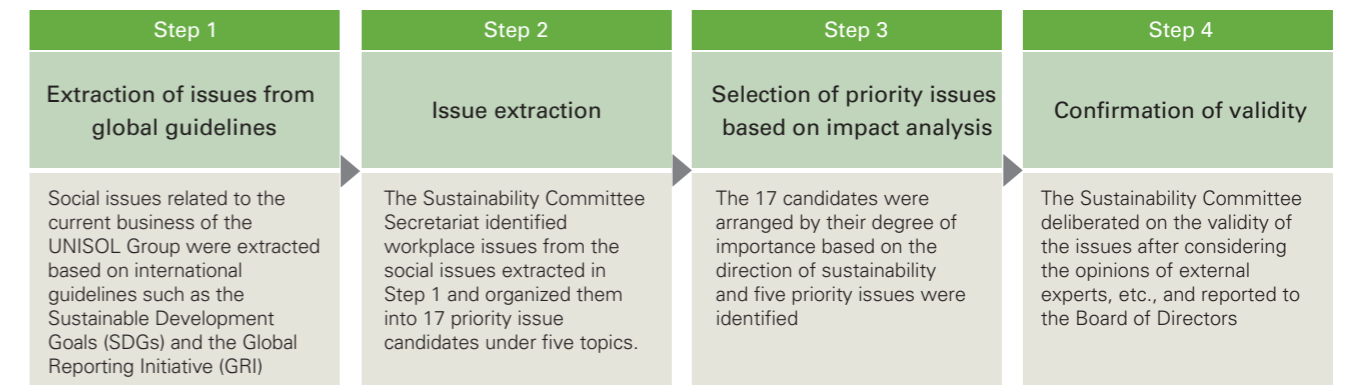 Step 1
Extraction of issues from
global guidelines
Social issues related to the
current business of the
UNISOL Group were extracted
based on international
guidelines such as the
Sustainable Development
Goals (SDGs) and the Global
Reporting Initiative (GRI)
Step 2
Issue extraction
The Sustainability Committee
Secretariat identified
workplace issues from the
social issues extracted in
Step 1 and organized them
into 17 priority issue
candidates under five topics.
Step 3
Selection of priority issues
based on impact analysis
The 17 candidates were
arranged by their degree of
importance based on the
direction of sustainability
and five priority issues were
identified
Step 4
Confirmation of validity
The Sustainability Committee
deliberated on the validity of
the issues after considering
the opinions of external
experts, etc., and reported to
the Board of Directors